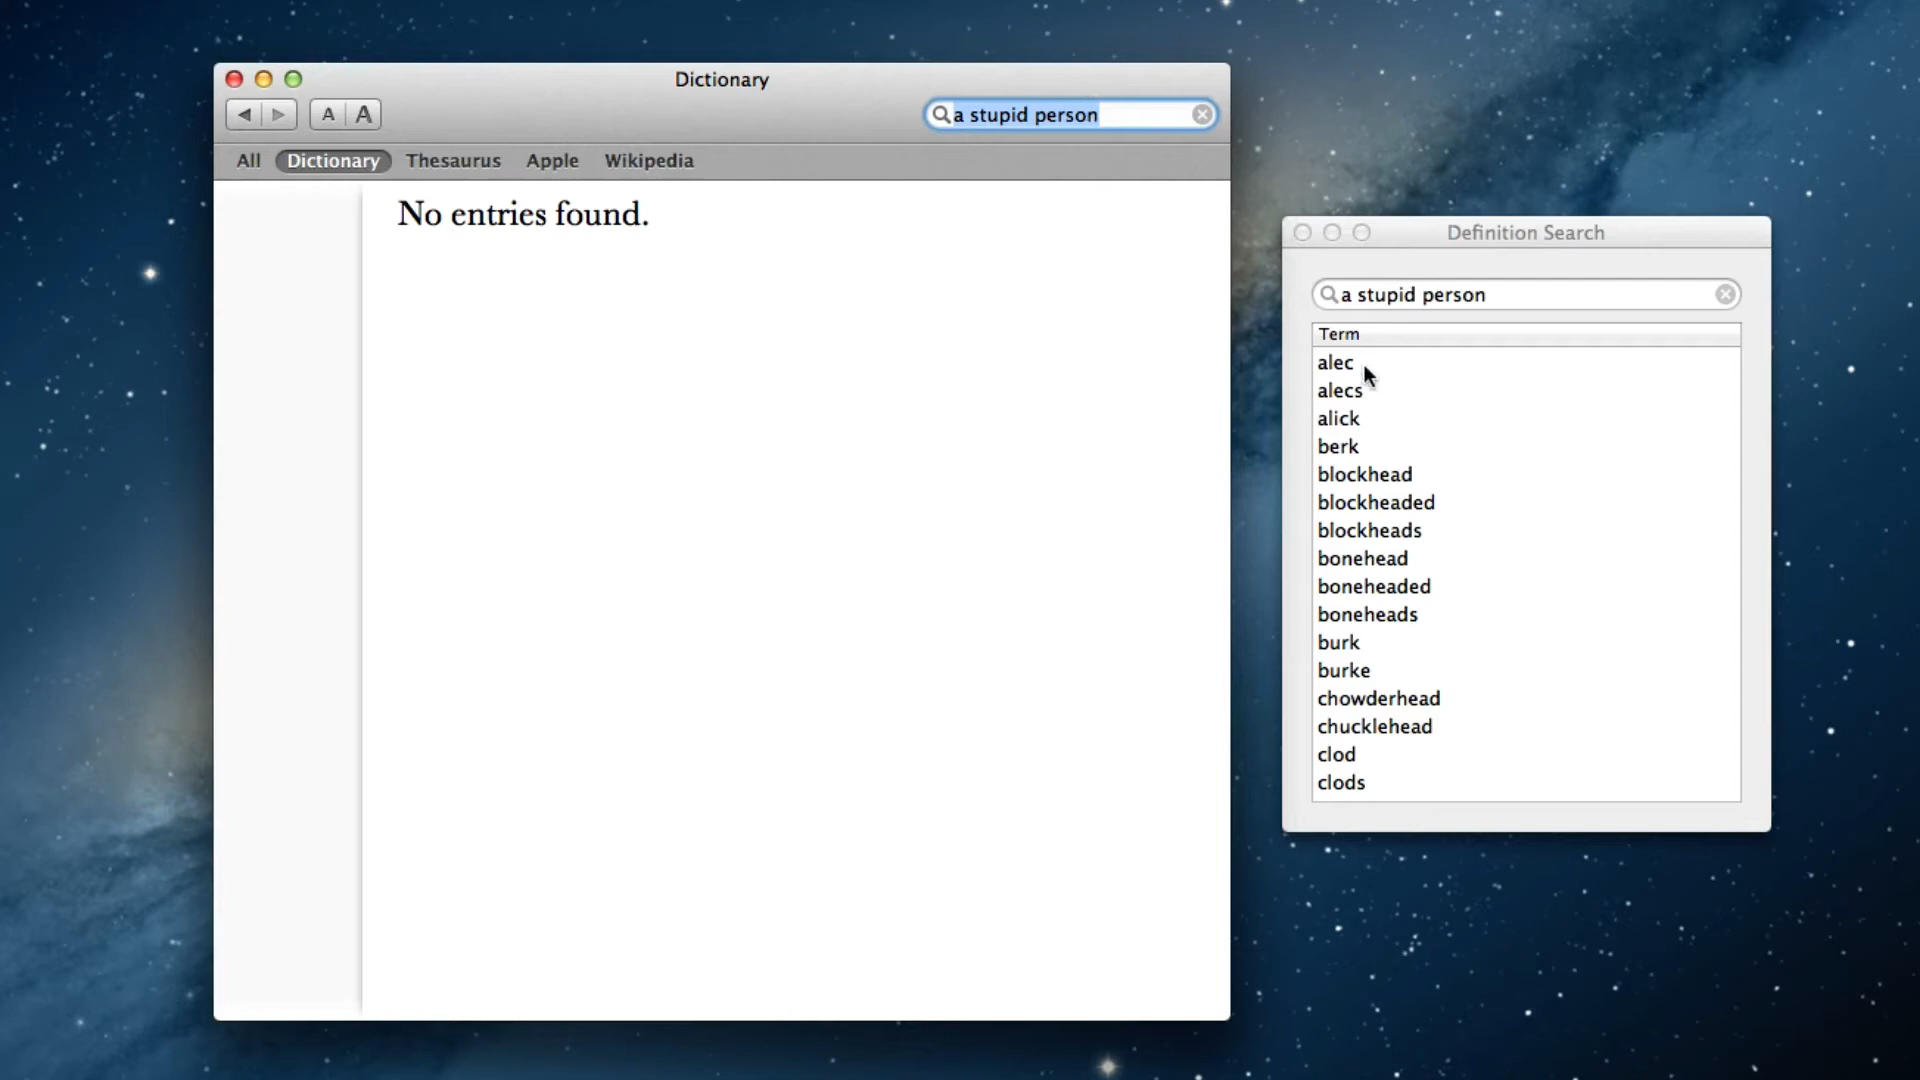 Dictionary
A A
a stupid person
All Dictionary Thesaurus Apple Wikipedia
No entries found.
Definition Search
a stupid person
Term
alec
alecs
alick
berk
blockhead
blockheaded
blockheads
bonehead
boneheaded
boneheads
burk
burke
chowderhead
chucklehead
clod
clods